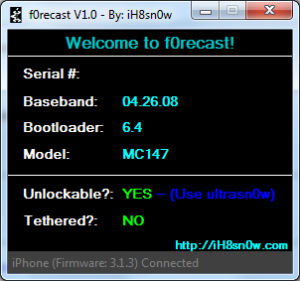 f0recast V1.0 - By: iH8sn0w
Welcome to f0recast!
Serial #:
Baseband: 04.26.08
Bootloader: 6.4
Model: MC147
Unlockable?: YES – (Use ultrasn0w)
Tethered?: NO
http://iH8sn0w.com
iPhone (Firmware: 3.1.3) Connected